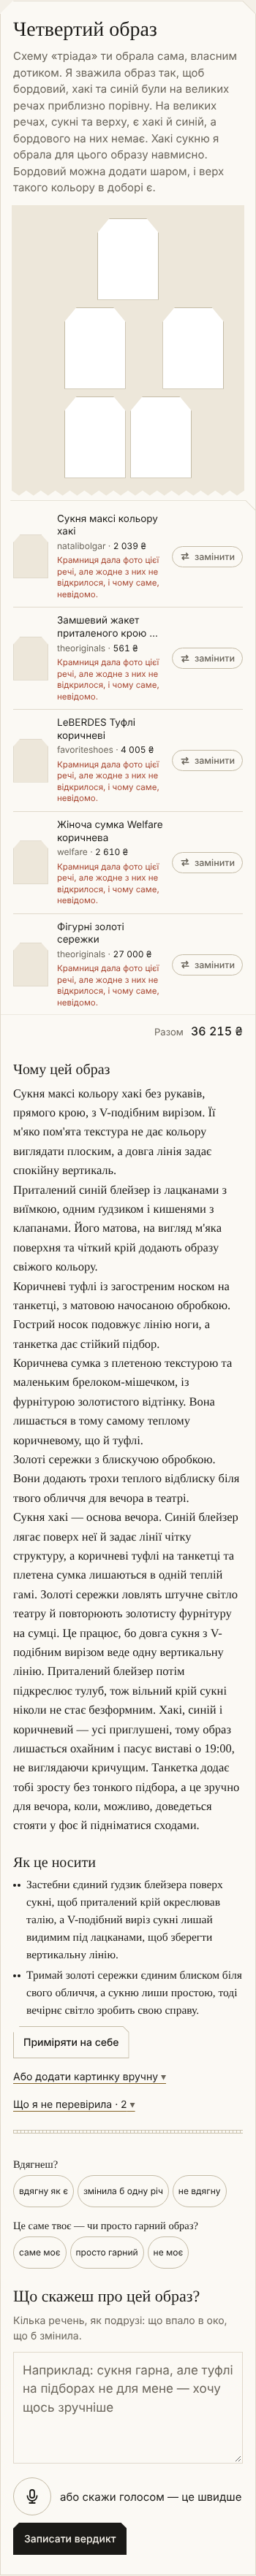 Четвертий образ
Схему «тріада» ти обрала сама, власним
дотиком. Я зважила образ так, щоб
бордовий, хакі та синій були на великих
речах приблизно порівну. На великих
речах, сукні та верху, є хакі й синій, а
бордового на них немає. Хакі сукню я
обрала для цього образу навмисно.
Бордовий можна додати шаром, і верх
такого кольору в доборі є.
Сукня максі кольору
хакі
natalibolgar · 2 039 ₴
Крамниця дала фото цієї
речі, але жодне з них не
відкрилося, і чому саме,
невідомо.
замінити
Замшевий жакет
приталеного крою ...
theoriginals · 561 ₴
Крамниця дала фото цієї
речі, але жодне з них не
відкрилося, і чому саме,
невідомо.
замінити
LeBERDES Туфлі
коричневі
favoriteshoes · 4 005 ₴
Крамниця дала фото цієї
речі, але жодне з них не
відкрилося, і чому саме,
невідомо.
замінити
Жіноча сумка Welfare
коричнева
welfare · 2 610 ₴
Крамниця дала фото цієї
речі, але жодне з них не
відкрилося, і чому саме,
невідомо.
замінити
Фігурні золоті
сережки
theoriginals · 27 000 ₴
Крамниця дала фото цієї
речі, але жодне з них не
відкрилося, і чому саме,
невідомо.
замінити
Разом 36 215 ₴
Чому цей образ
Сукня максі кольору хакі без рукавів,
прямого крою, з V-подібним вирізом. Її
м'яко пом'ята текстура не дає кольору
виглядати плоским, а довга лінія задає
спокійну вертикаль.
Приталений синій блейзер із лацканами з
виїмкою, одним ґудзиком і кишенями з
клапанами. Його матова, на вигляд м'яка
поверхня та чіткий крій додають образу
свіжого кольору.
Коричневі туфлі із загостреним носком на
танкетці, з матовою начосаною обробкою.
Гострий носок подовжує лінію ноги, а
танкетка дає стійкий підбор.
Коричнева сумка з плетеною текстурою та
маленьким брелоком-мішечком, із
фурнітурою золотистого відтінку. Вона
лишається в тому самому теплому
коричневому, що й туфлі.
Золоті сережки з блискучою обробкою.
Вони додають трохи теплого відблиску біля
твого обличчя для вечора в театрі.
Сукня хакі — основа вечора. Синій блейзер
лягає поверх неї й задає лінії чітку
структуру, а коричневі туфлі на танкетці та
плетена сумка лишаються в одній теплій
гамі. Золоті сережки ловлять штучне світло
театру й повторюють золотисту фурнітуру
на сумці. Це працює, бо довга сукня з V-
подібним вирізом веде одну вертикальну
лінію. Приталений блейзер потім
підкреслює тулуб, тож вільний крій сукні
ніколи не стає безформним. Хакі, синій і
коричневий — усі приглушені, тому образ
лишається охайним і пасує виставі о 19:00,
не виглядаючи кричущим. Танкетка додає
тобі зросту без тонкого підбора, а це зручно
для вечора, коли, можливо, доведеться
стояти у фоє й підніматися сходами.
Як це носити
Застебни єдиний ґудзик блейзера поверх
сукні, щоб приталений крій окреслював
талію, а V-подібний виріз сукні лишай
видимим під лацканами, щоб зберегти
вертикальну лінію.
Тримай золоті сережки єдиним блиском біля
свого обличчя, а сукню лиши простою, тоді
вечірнє світло зробить свою справу.
Приміряти на себе
Або додати картинку вручну ▾
Що я не перевірила · 2 ▾
Вдягнеш?
вдягну як є
змінила б одну річ
не вдягну
Це саме твоє — чи просто гарний образ?
саме моє
просто гарний
не моє
Що скажеш про цей образ?
Кілька речень, як подрузі: що впало в око,
що б змінила.
Наприклад: сукня гарна, але туфлі
на підборах не для мене — хочу
щось зручніше
або скажи голосом — це швидше
Записати вердикт